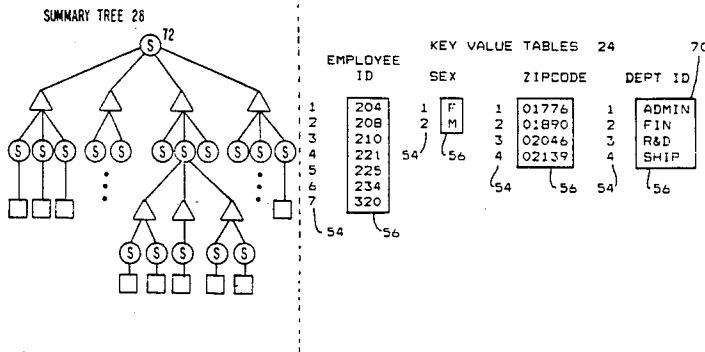 SUMMARY TREE 28
72
S
S S S S S S S S S S
S S S S S
KEY VALUE TABLES 24
70
EMPLOYEE
ID
SEX
ZIPCODE
DEPT ID
1 204
2 208
3 210
4 221
5 225
6 234
7 320
54
56
1 F
2 M
54
56
1 01776
2 01890
3 02046
4 02139
54
56
1 ADMIN
2 FIN
3 R&D
4 SHIP
54
56